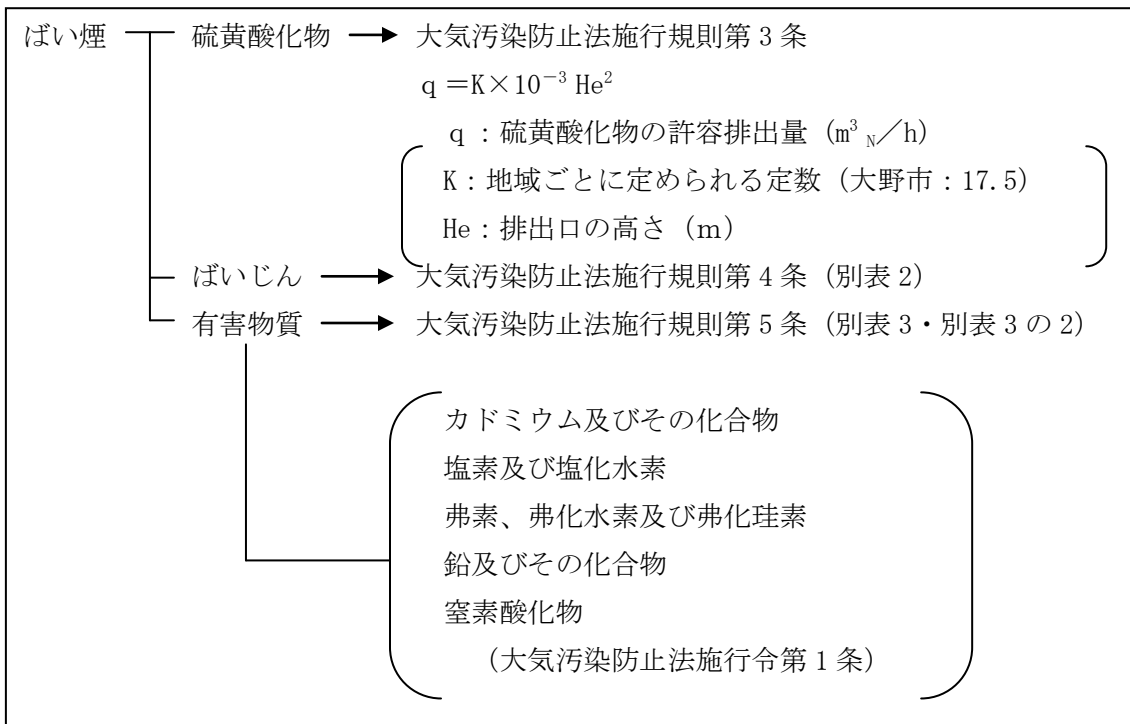 ばい煙 硫黄酸化物 → 大気汚染防止法施行規則第3条
q=K×10⁻³ He²
q：硫黄酸化物の許容排出量 (m³ₙ/h)
K：地域ごとに定められる定数 (大野市：17.5)
He：排出口の高さ (m)
ばいじん → 大気汚染防止法施行規則第4条 (別表2)
有害物質 → 大気汚染防止法施行規則第5条 (別表3・別表3の2)
カドミウム及びその化合物
塩素及び塩化水素
弗素、弗化水素及び弗化珪素
鉛及びその化合物
窒素酸化物
(大気汚染防止法施行令第1条)